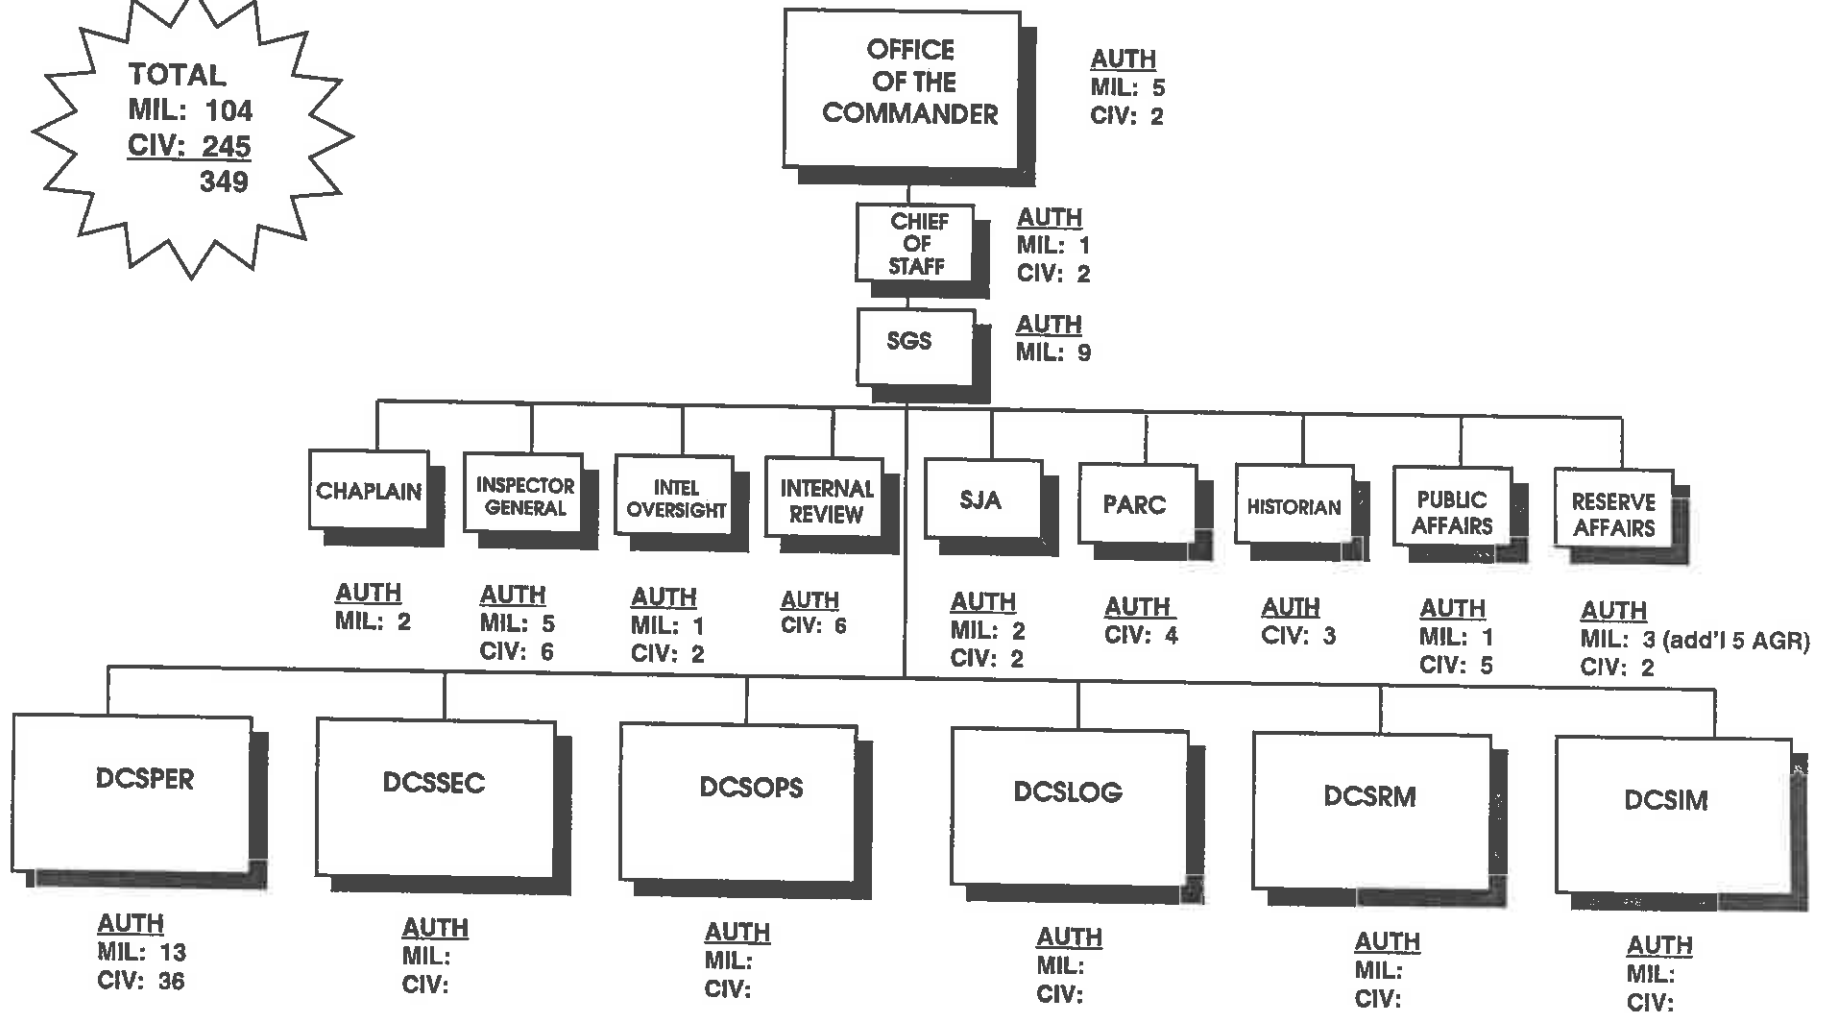 TOTAL
MIL: 104
CIV: 245
349
OFFICE
OF THE
COMMANDER
AUTH
MIL: 5
CIV: 2
CHIEF
OF
STAFF
AUTH
MIL: 1
CIV: 2
SGS
AUTH
MIL: 9
CHAPLAIN
AUTH
MIL: 2
INSPECTOR
GENERAL
AUTH
MIL: 5
CIV: 6
INTEL
OVERSIGHT
AUTH
MIL: 1
CIV: 2
INTERNAL
REVIEW
AUTH
CIV: 6
SJA
AUTH
MIL: 2
CIV: 2
PARC
AUTH
CIV: 4
HISTORIAN
AUTH
CIV: 3
PUBLIC
AFFAIRS
AUTH
MIL: 1
CIV: 5
RESERVE
AFFAIRS
AUTH
MIL: 3 (add'l 5 AGR)
CIV: 2
DCSPER
AUTH
MIL: 13
CIV: 36
DCSSEC
AUTH
MIL:
CIV:
DCSOPS
AUTH
MIL:
CIV:
DCSLOG
AUTH
MIL:
CIV:
DCSRM
AUTH
MIL:
CIV:
DCSIM
AUTH
MIL:
CIV: